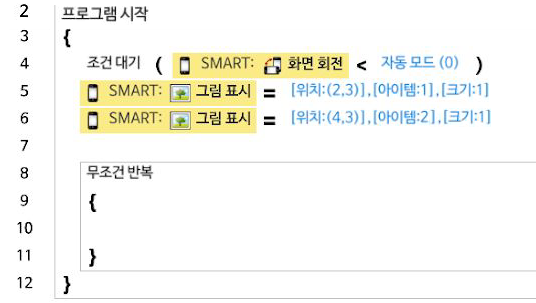 2 프로그램 시작
3 {
4 조건 대기 ( SMART: 화면 회전 < 자동 모드 (0) )
5 SMART: 그림 표시 = [위치:(2,3)],[아이템:1],[크기:1]
6 SMART: 그림 표시 = [위치:(4,3)],[아이템:2],[크기:1]
7
8 무조건 반복
9 {
10
11 }
12 }